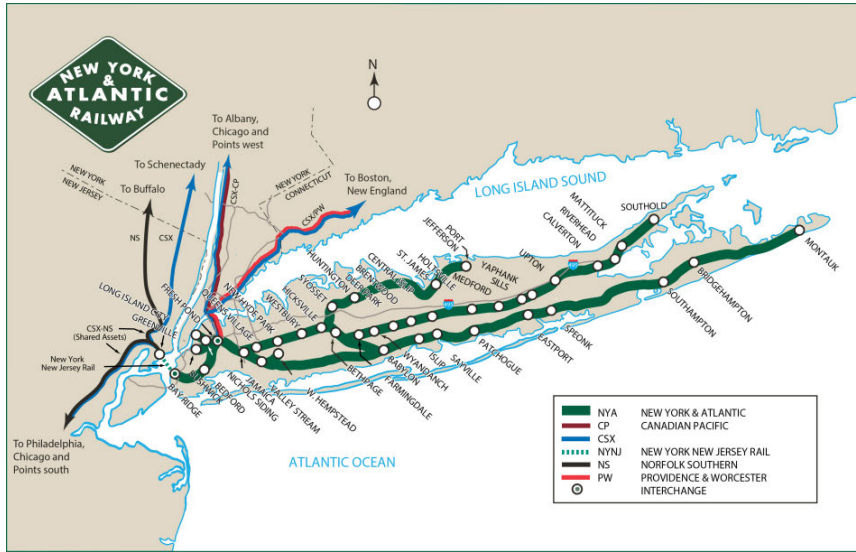 NEW YORK
&
ATLANTIC
RAILWAY
N
To Albany,
Chicago and
Points west
To Schenectady
To Buffalo
NEW YORK
NEW JERSEY
NEW YORK
CONNECTICUT
To Boston,
New England
CSX-CP
CSX/PW
NS
CSX
LONG ISLAND SOUND
LONG ISLAND CITY
GREENVILLE
FRESH POND
QUEENS VILLAGE
NEW HYDE PARK
WESTBURY
HICKSVILLE
SYOSSET
HUNTINGTON
DEER PARK
BRENTWOOD
CENTRAL ISLIP
ST. JAMES
HOLTSVILLE
PORT
JEFFERSON
MEDFORD
YAPHANK
SILLS
UPTON
CALVERTON
RIVERHEAD
MATTITUCK
SOUTHOLD
MONTAUK
BRIDGEHAMPTON
SOUTHAMPTON
SPEONK
EASTPORT
PATCHOGUE
SAYVILLE
ISLIP
BABYLON
WYANDANCH
FARMINGDALE
BETHPAGE
W. HEMPSTEAD
VALLEY STREAM
JAMAICA
NICHOLS SIDING
BEDFORD
BUSHWICK
BAY RIDGE
CSX-NS
(Shared Assets)
New York
New Jersey Rail
To Philadelphia,
Chicago and
Points south
ATLANTIC OCEAN
NYA NEW YORK & ATLANTIC
CP CANADIAN PACIFIC
CSX
NYNJ NEW YORK NEW JERSEY RAIL
NS NORFOLK SOUTHERN
PW PROVIDENCE & WORCESTER
INTERCHANGE